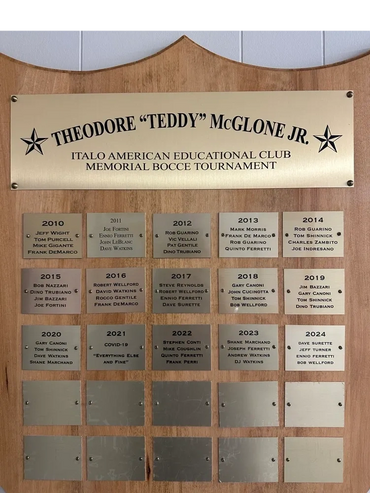 THEODORE "TEDDY" McGLONE JR.
ITALO AMERICAN EDUCATIONAL CLUB
MEMORIAL BOCCE TOURNAMENT
2010
JEFF WIGHT
TOM PURCELL
MIKE GIGANTE
FRANK DEMARCO
2011
JOE FORTINI
ENNIO FERRETTI
JOHN LEBLANC
DAVE WATKINS
2012
ROB GUARINO
VIC VELLALI
PAT GENTILE
DINO TRUBIANO
2013
MARK MORRIS
FRANK DE MARCO
ROB GUARINO
QUINTO FERRETTI
2014
ROB GUARINO
TOM SHINNICK
CHARLES ZAMBITO
JOE INDRESANO
2015
ROB NAZZARI
DINO TRUBIANO
JIM BAZZARI
JOE FORTINI
2016
ROBERT WELLFORD
DAVID WATKINS
ROCCO GENTILE
FRANK DEMARCO
2017
STEVE REYNOLDS
ROBERT WELLFORD
ENNIO FERRETTI
DAVE SURETTE
2018
GARY CANONI
JOHN CUCINOTTA
TOM SHINNICK
BOB WELLFORD
2019
JIM BAZZARI
GARY CANONI
TOM SHINNICK
DINO TRUBIANO
2020
GARY CANONI
TOM SHINNICK
DAVE WATKINS
SHANE MARCHAND
2021
COVID-19
"EVERYTHING ELSE
AND FIRE"
2022
STEPHEN CONTI
MIKE COUGHLIN
QUINTO FERRETTI
FRANK PERRI
2023
SHANE MARCHAND
JOSEPH FERRETTI
ANDREW WATKINS
DJ WATKINS
2024
DAVE SURETTE
JEFF TURNER
ENNIO FERRETTI
BOB WELLFORD